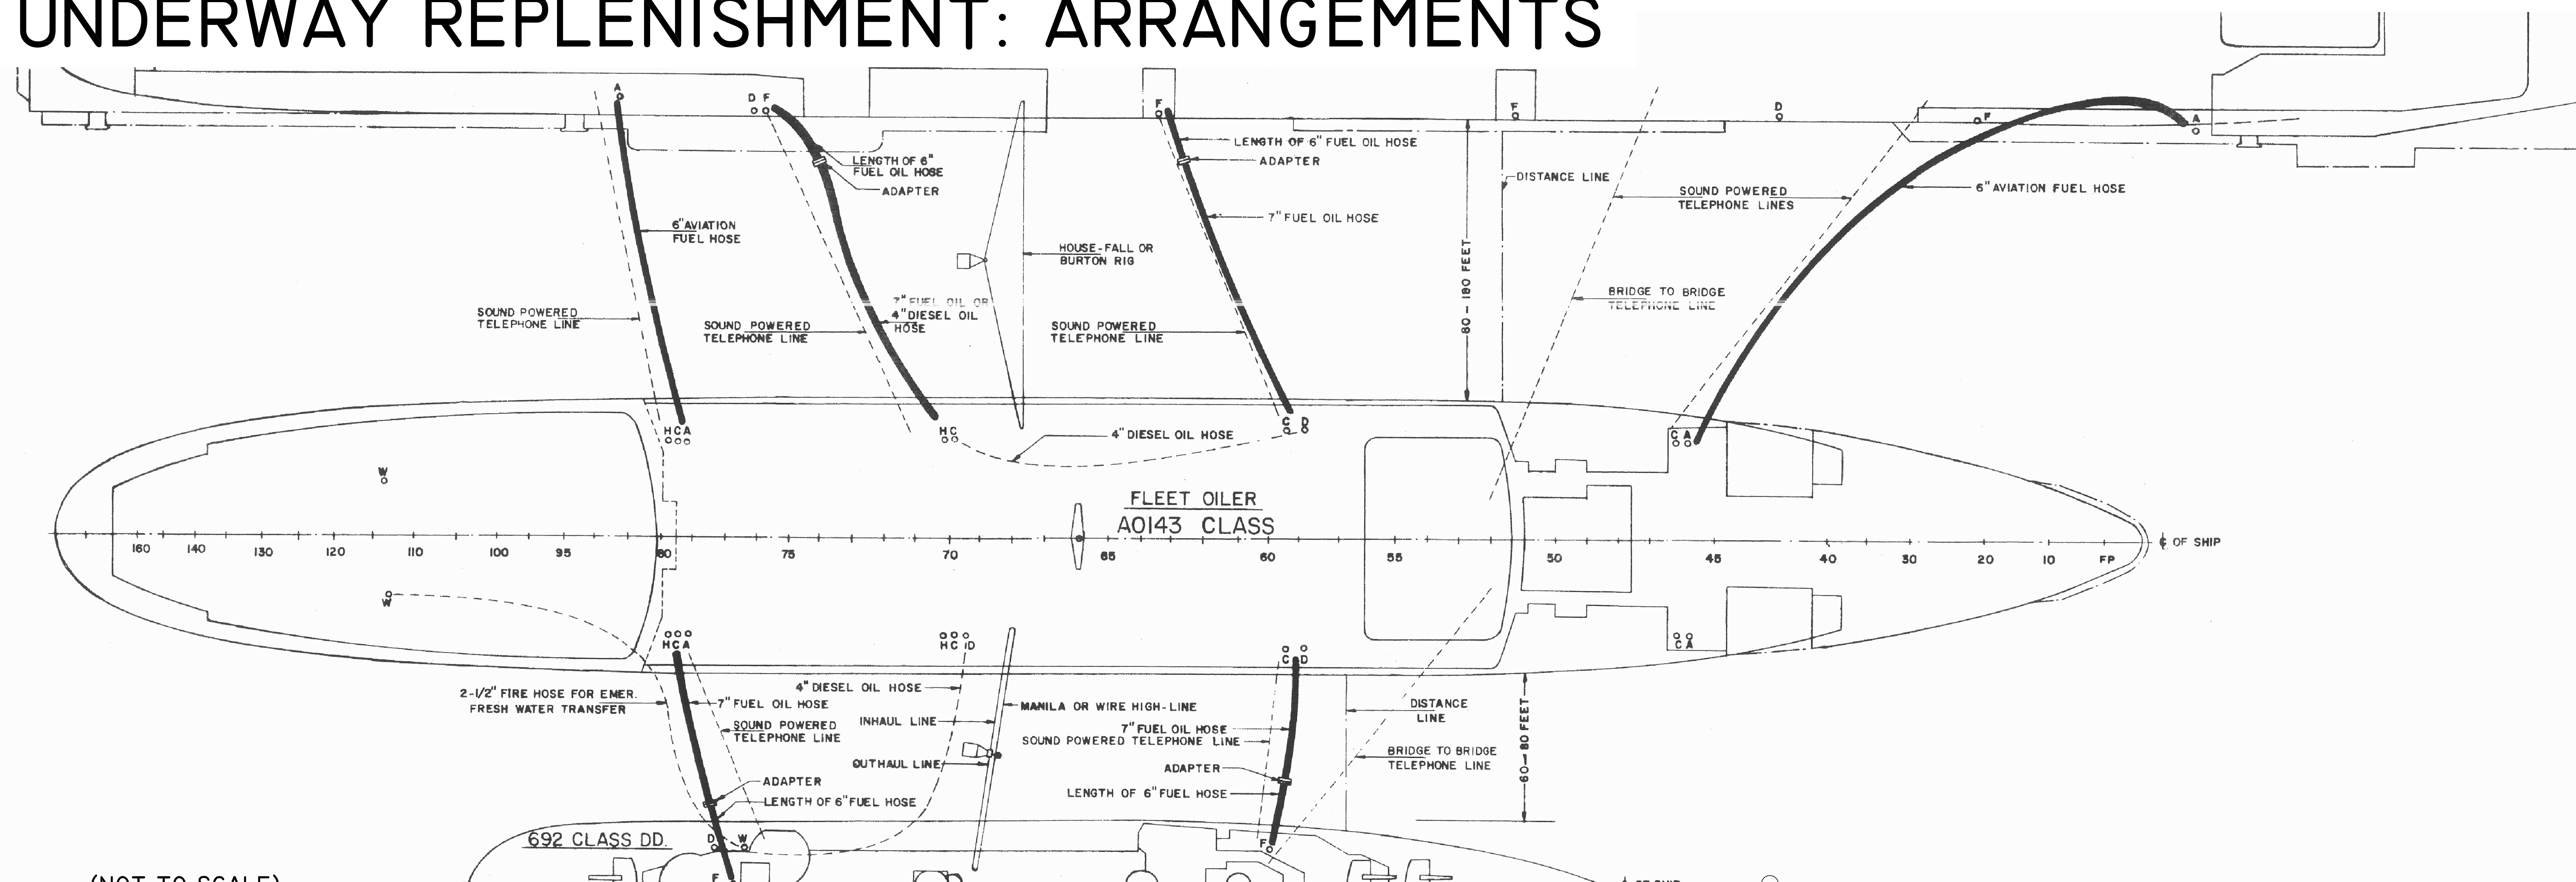 UNDERWAY REPLENISHMENT: ARRANGEMENTS
A
D F
F
F
D
F
A
LENGTH OF 6"
FUEL OIL HOSE
ADAPTER
LENGTH OF 6" FUEL OIL HOSE
ADAPTER
DISTANCE LINE
SOUND POWERED
TELEPHONE LINES
6" AVIATION FUEL HOSE
6" AVIATION
FUEL HOSE
7" FUEL OIL HOSE
HOUSE-FALL OR
BURTON RIG
80-180 FEET
BRIDGE TO BRIDGE
TELEPHONE LINE
SOUND POWERED
TELEPHONE LINE
SOUND POWERED
TELEPHONE LINE
7" FUEL OIL OR
4" DIESEL OIL
HOSE
SOUND POWERED
TELEPHONE LINE
H C A
H C
4" DIESEL OIL HOSE
C D
C A
W
FLEET OILER
AO143 CLASS
160 140 130 120 110 100 95 80 75 70 65 60 55 50 45 40 30 20 10 FP
℄ OF SHIP
W
H C A
H C D
C D
C A
2-1/2" FIRE HOSE FOR EMER.
FRESH WATER TRANSFER
7" FUEL OIL HOSE
SOUND POWERED
TELEPHONE LINE
4" DIESEL OIL HOSE
INHAUL LINE
OUTHAUL LINE
MANILA OR WIRE HIGH-LINE
7" FUEL OIL HOSE
SOUND POWERED TELEPHONE LINE
DISTANCE
LINE
BRIDGE TO BRIDGE
TELEPHONE LINE
60-80 FEET
ADAPTER
LENGTH OF 6" FUEL HOSE
ADAPTER
LENGTH OF 6" FUEL HOSE
692 CLASS DD.
D W
F
F
(NOT TO SCALE)
OF SHIP